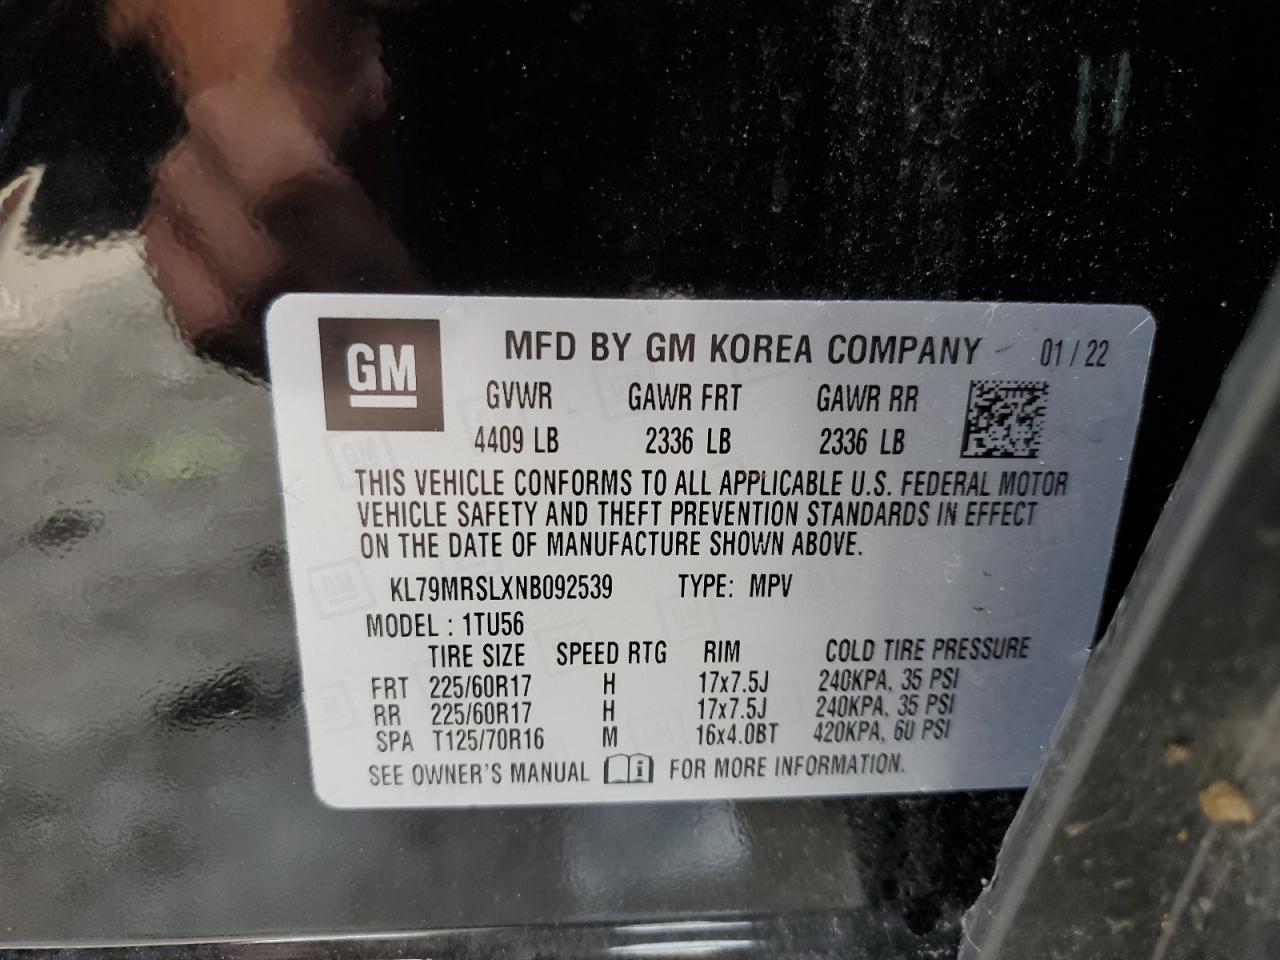 GM
MFD BY GM KOREA COMPANY 01/22
GVWR GAWR FRT GAWR RR
4409 LB 2336 LB 2336 LB
THIS VEHICLE CONFORMS TO ALL APPLICABLE U.S. FEDERAL MOTOR
VEHICLE SAFETY AND THEFT PREVENTION STANDARDS IN EFFECT
ON THE DATE OF MANUFACTURE SHOWN ABOVE.
KL79MRSLXNB092539 TYPE: MPV
MODEL : 1TU56
TIRE SIZE SPEED RTG RIM COLD TIRE PRESSURE
FRT 225/60R17 H 17x7.5J 240KPA, 35 PSI
RR 225/60R17 H 17x7.5J 240KPA, 35 PSI
SPA T125/70R16 M 16x4.0BT 420KPA, 60 PSI
SEE OWNER'S MANUAL i FOR MORE INFORMATION.